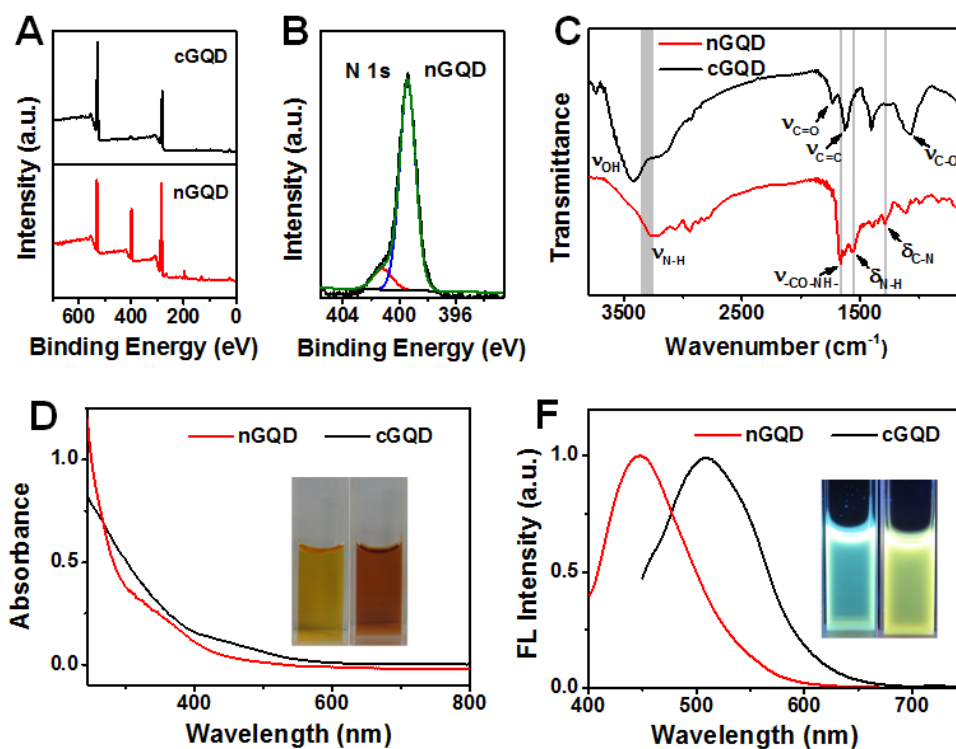 A
Intensity (a.u.)
cGQD
nGQD
600 400 200 0
Binding Energy (eV)
B
N 1s
nGQD
404 400 396
Binding Energy (eV)
C
nGQD
cGQD
Transmittance
νC=O
νC=C
νC-O
νOH
νN-H
ν-CO-NH-
δN-H
δC-N
3500 2500 1500
Wavenumber (cm⁻¹)
D
nGQD cGQD
Absorbance
1.0
0.5
0.0
400 600 800
Wavelength (nm)
F
nGQD cGQD
FL Intensity (a.u.)
1.0
0.5
0.0
400 500 600 700
Wavelength (nm)